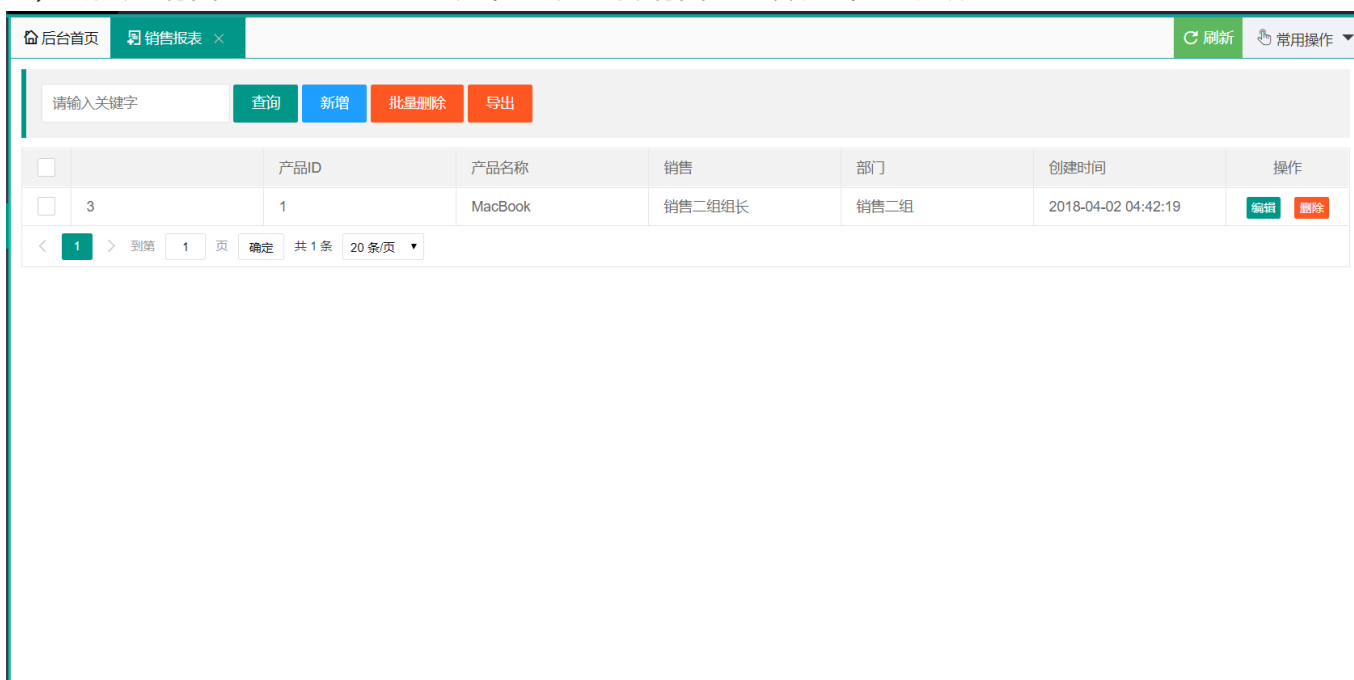 后台首页 销售报表 刷新 常用操作
请输入关键字 查询 新增 批量删除 导出
产品ID 产品名称 销售 部门 创建时间 操作
3 1 MacBook 销售二组组长 销售二组 2018-04-02 04:42:19 编辑 删除
1 到第 1 页 确定 共 1 条 20 条/页